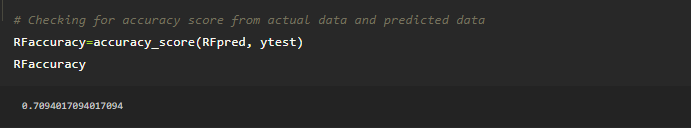 # Checking for accuracy score from actual data and predicted data
RFaccuracy=accuracy_score(RFpred, ytest)
RFaccuracy
0.7094017094017094